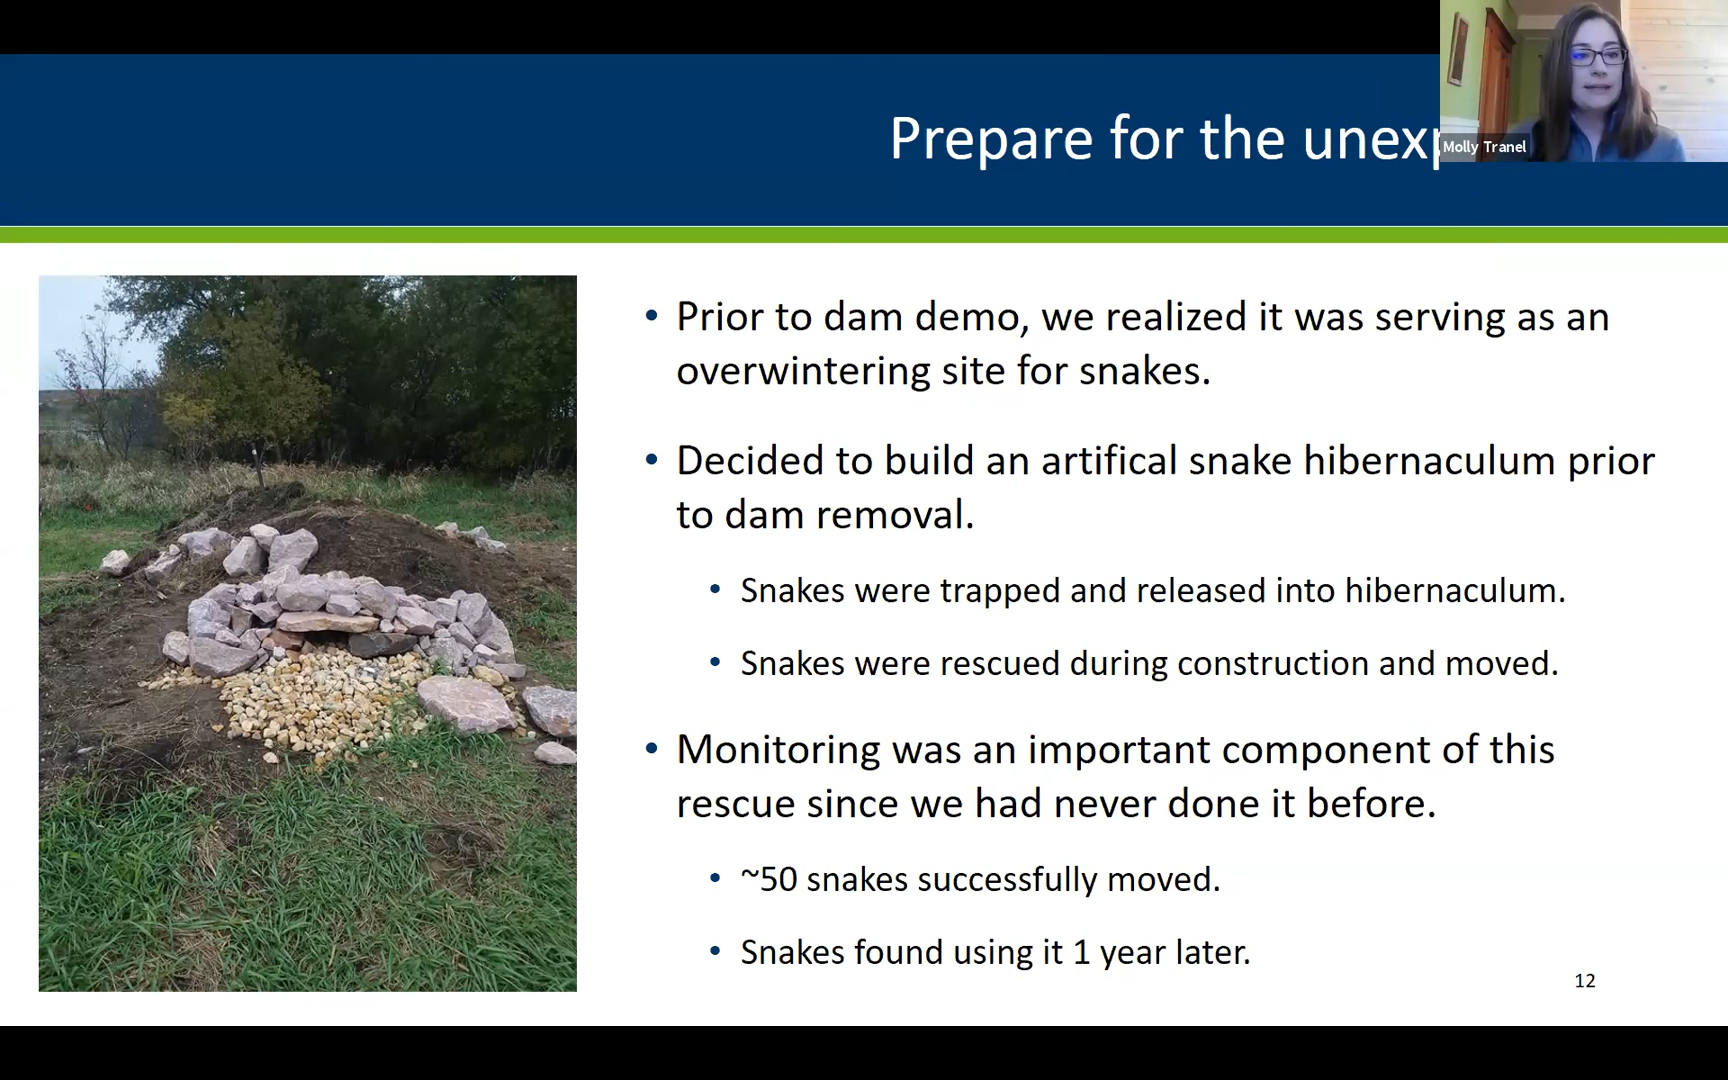 Prepare for the unexp
Molly Tranel
• Prior to dam demo, we realized it was serving as an
overwintering site for snakes.
• Decided to build an artifical snake hibernaculum prior
to dam removal.
• Snakes were trapped and released into hibernaculum.
• Snakes were rescued during construction and moved.
• Monitoring was an important component of this
rescue since we had never done it before.
• ~50 snakes successfully moved.
• Snakes found using it 1 year later.
12